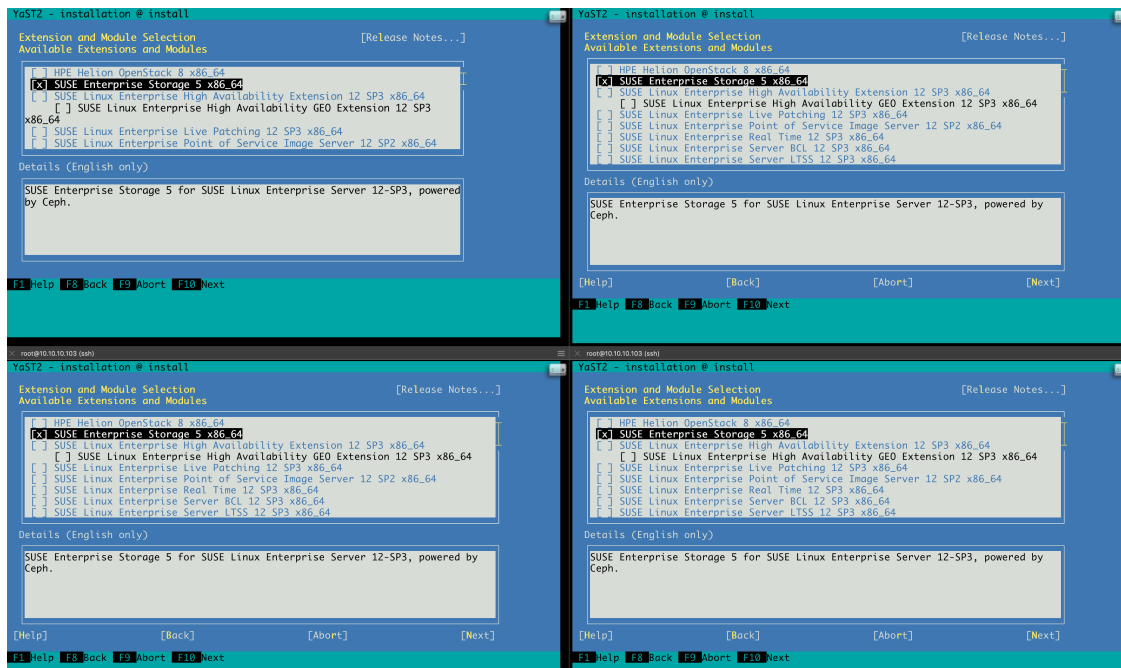 YaST2 - installation @ install
Extension and Module Selection [Release Notes...]
Available Extensions and Modules
[ ] HPE Helion OpenStack 8 x86_64
[x] SUSE Enterprise Storage 5 x86_64
[ ] SUSE Linux Enterprise High Availability Extension 12 SP3 x86_64
[ ] SUSE Linux Enterprise High Availability GEO Extension 12 SP3
x86_64
[ ] SUSE Linux Enterprise Live Patching 12 SP3 x86_64
[ ] SUSE Linux Enterprise Point of Service Image Server 12 SP2 x86_64
Details (English only)
SUSE Enterprise Storage 5 for SUSE Linux Enterprise Server 12-SP3, powered
by Ceph.
F1 Help F8 Back F9 Abort F10 Next
YaST2 - installation @ install
Extension and Module Selection [Release Notes...]
Available Extensions and Modules
[ ] HPE Helion OpenStack 8 x86_64
[x] SUSE Enterprise Storage 5 x86_64
[ ] SUSE Linux Enterprise High Availability Extension 12 SP3 x86_64
[ ] SUSE Linux Enterprise High Availability GEO Extension 12 SP3 x86_64
[ ] SUSE Linux Enterprise Live Patching 12 SP3 x86_64
[ ] SUSE Linux Enterprise Point of Service Image Server 12 SP2 x86_64
[ ] SUSE Linux Enterprise Real Time 12 SP3 x86_64
[ ] SUSE Linux Enterprise Server BCL 12 SP3 x86_64
[ ] SUSE Linux Enterprise Server LTSS 12 SP3 x86_64
Details (English only)
SUSE Enterprise Storage 5 for SUSE Linux Enterprise Server 12-SP3, powered by
Ceph.
[Help] [Back] [Abort] [Next]
F1 Help F8 Back F9 Abort F10 Next
root@10.10.10.103 (ssh)
YaST2 - installation @ install
Extension and Module Selection [Release Notes...]
Available Extensions and Modules
[ ] HPE Helion OpenStack 8 x86_64
[x] SUSE Enterprise Storage 5 x86_64
[ ] SUSE Linux Enterprise High Availability Extension 12 SP3 x86_64
[ ] SUSE Linux Enterprise High Availability GEO Extension 12 SP3 x86_64
[ ] SUSE Linux Enterprise Live Patching 12 SP3 x86_64
[ ] SUSE Linux Enterprise Point of Service Image Server 12 SP2 x86_64
[ ] SUSE Linux Enterprise Real Time 12 SP3 x86_64
[ ] SUSE Linux Enterprise Server BCL 12 SP3 x86_64
[ ] SUSE Linux Enterprise Server LTSS 12 SP3 x86_64
Details (English only)
SUSE Enterprise Storage 5 for SUSE Linux Enterprise Server 12-SP3, powered by
Ceph.
[Help] [Back] [Abort] [Next]
F1 Help F8 Back F9 Abort F10 Next
root@10.10.10.103 (ssh)
YaST2 - installation @ install
Extension and Module Selection [Release Notes...]
Available Extensions and Modules
[ ] HPE Helion OpenStack 8 x86_64
[x] SUSE Enterprise Storage 5 x86_64
[ ] SUSE Linux Enterprise High Availability Extension 12 SP3 x86_64
[ ] SUSE Linux Enterprise High Availability GEO Extension 12 SP3 x86_64
[ ] SUSE Linux Enterprise Live Patching 12 SP3 x86_64
[ ] SUSE Linux Enterprise Point of Service Image Server 12 SP2 x86_64
[ ] SUSE Linux Enterprise Real Time 12 SP3 x86_64
[ ] SUSE Linux Enterprise Server BCL 12 SP3 x86_64
[ ] SUSE Linux Enterprise Server LTSS 12 SP3 x86_64
Details (English only)
SUSE Enterprise Storage 5 for SUSE Linux Enterprise Server 12-SP3, powered by
Ceph.
[Help] [Back] [Abort] [Next]
F1 Help F8 Back F9 Abort F10 Next